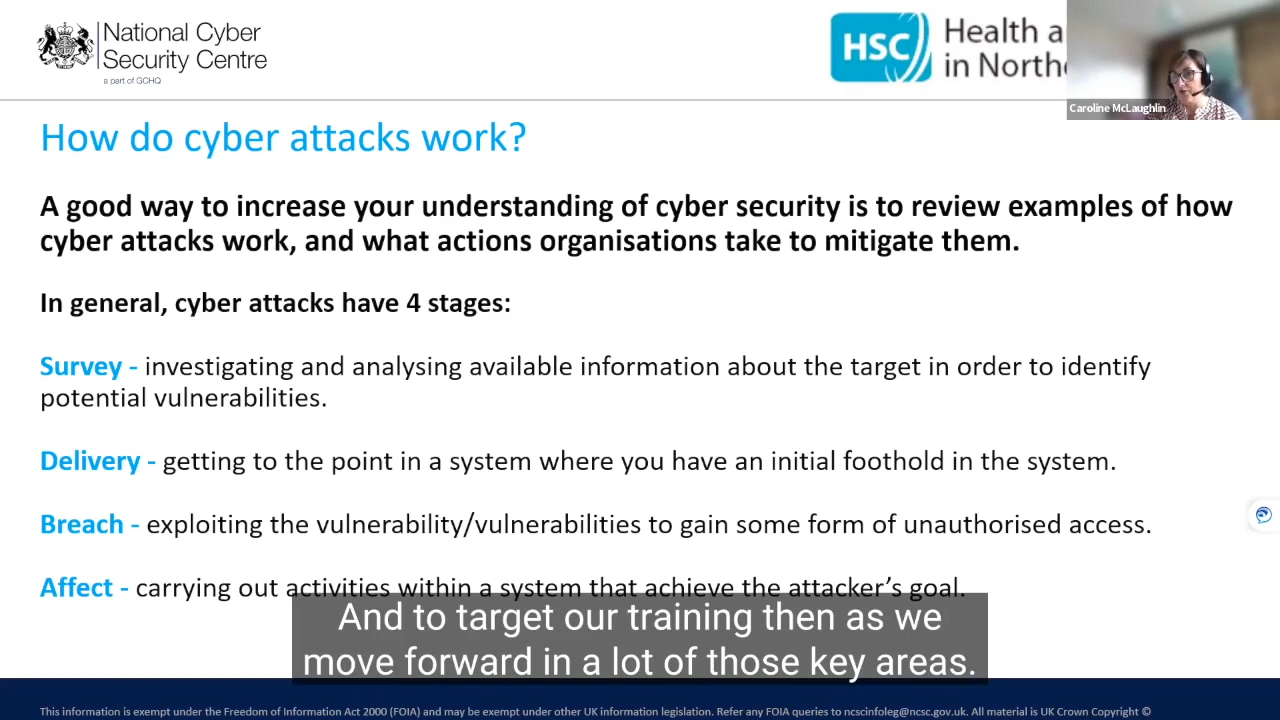 National Cyber
Security Centre
a part of GCHQ
HSC
Health a
in Northe
Caroline McLaughlin
How do cyber attacks work?
A good way to increase your understanding of cyber security is to review examples of how
cyber attacks work, and what actions organisations take to mitigate them.
In general, cyber attacks have 4 stages:
Survey - investigating and analysing available information about the target in order to identify
potential vulnerabilities.
Delivery - getting to the point in a system where you have an initial foothold in the system.
Breach - exploiting the vulnerability/vulnerabilities to gain some form of unauthorised access.
Affect - carrying out activities within a system that achieve the attacker's goal.
And to target our training then as we
move forward in a lot of those key areas.
This information is exempt under the Freedom of Information Act 2000 (FOIA) and may be exempt under other UK information legislation. Refer any FOIA queries to ncscinfoleg@ncsc.gov.uk. All material is UK Crown Copyright ©